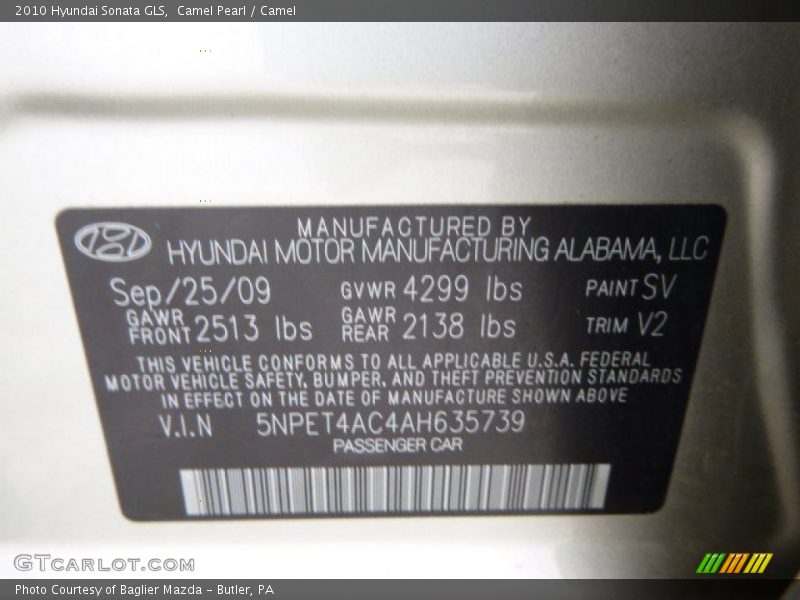 2010 Hyundai Sonata GLS,  Camel Pearl / Camel
MANUFACTURED BY
HYUNDAI MOTOR MANUFACTURING ALABAMA, LLC
Sep/25/09 GVWR 4299 lbs PAINT SV
GAWR FRONT 2513 lbs GAWR REAR 2138 lbs TRIM V2
THIS VEHICLE CONFORMS TO ALL APPLICABLE U.S.A. FEDERAL
MOTOR VEHICLE SAFETY, BUMPER, AND THEFT PREVENTION STANDARDS
IN EFFECT ON THE DATE OF MANUFACTURE SHOWN ABOVE
V.I.N 5NPET4AC4AH635739
PASSENGER CAR
GTCARLOT.COM
Photo Courtesy of Baglier Mazda - Butler, PA